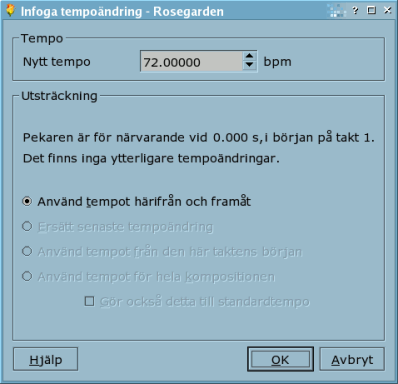 Infoga tempoändring - Rosegarden
Tempo
Nytt tempo 72.00000 bpm
Utsträckning
Pekaren är för närvarande vid 0.000 s, i början på takt 1.
Det finns inga ytterligare tempoändringar.
Använd tempot härifrån och framåt
Ersätt senaste tempoändring
Använd tempot från den här taktens början
Använd tempot för hela kompositionen
Gör också detta till standardtempo
Hjälp OK Avbryt